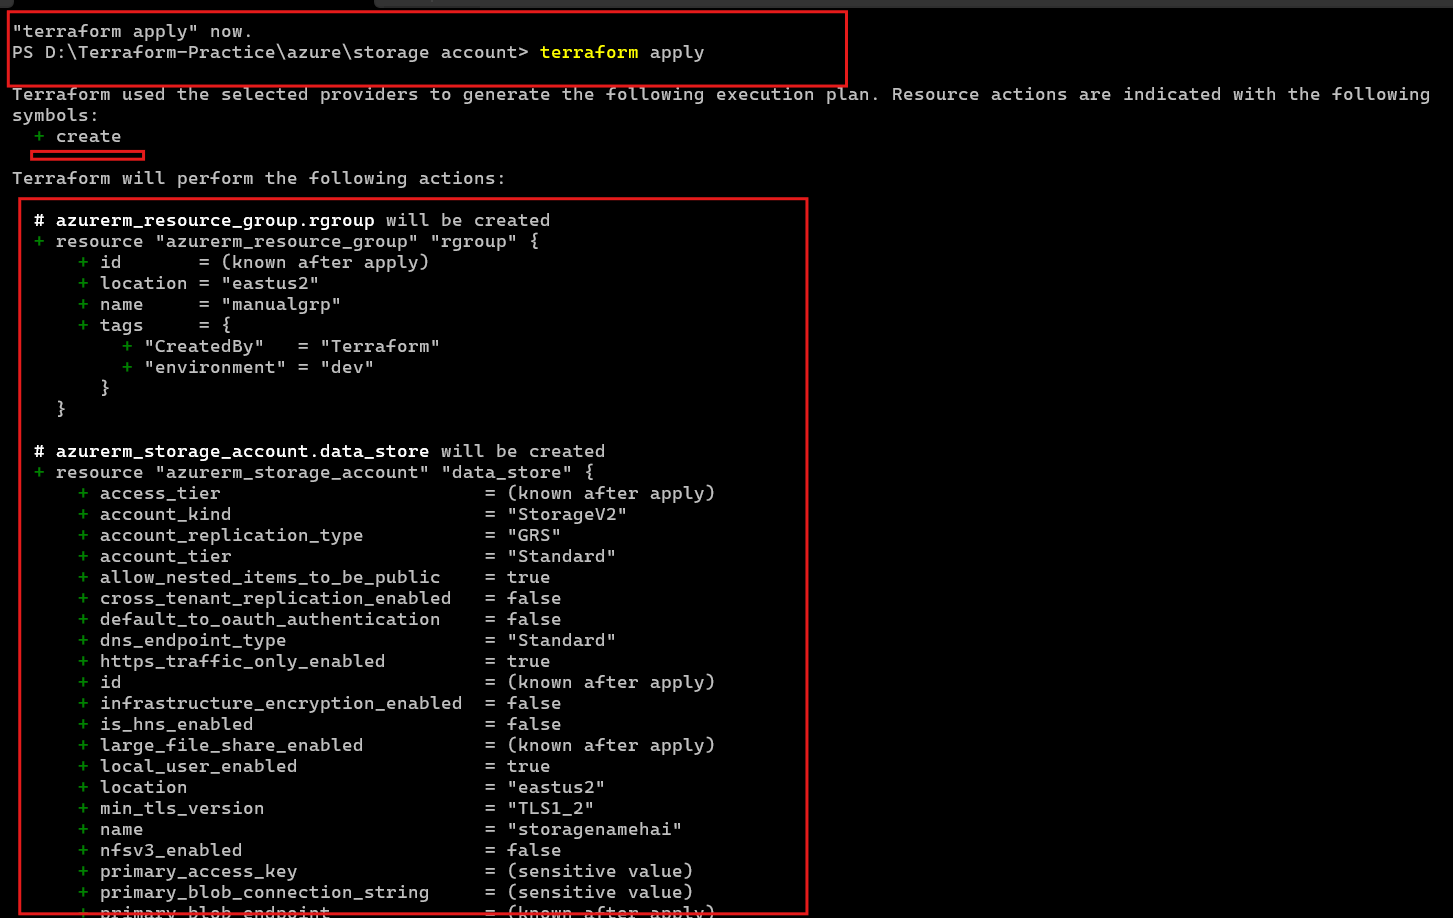 "terraform apply" now.
PS D:\Terraform-Practice\azure\storage account> terraform apply
Terraform used the selected providers to generate the following execution plan. Resource actions are indicated with the following
symbols:
+ create
Terraform will perform the following actions:
# azurerm_resource_group.rgroup will be created
+ resource "azurerm_resource_group" "rgroup" {
+ id       = (known after apply)
+ location = "eastus2"
+ name     = "manualgrp"
+ tags     = {
+ "CreatedBy"   = "Terraform"
+ "environment" = "dev"
}
}
# azurerm_storage_account.data_store will be created
+ resource "azurerm_storage_account" "data_store" {
+ access_tier                        = (known after apply)
+ account_kind                       = "StorageV2"
+ account_replication_type           = "GRS"
+ account_tier                       = "Standard"
+ allow_nested_items_to_be_public    = true
+ cross_tenant_replication_enabled   = false
+ default_to_oauth_authentication    = false
+ dns_endpoint_type                  = "Standard"
+ https_traffic_only_enabled         = true
+ id                                 = (known after apply)
+ infrastructure_encryption_enabled  = false
+ is_hns_enabled                     = false
+ large_file_share_enabled           = (known after apply)
+ local_user_enabled                 = true
+ location                           = "eastus2"
+ min_tls_version                    = "TLS1_2"
+ name                               = "storagenamehai"
+ nfsv3_enabled                      = false
+ primary_access_key                 = (sensitive value)
+ primary_blob_connection_string     = (sensitive value)
+ primary_blob_endpoint              = (known after apply)